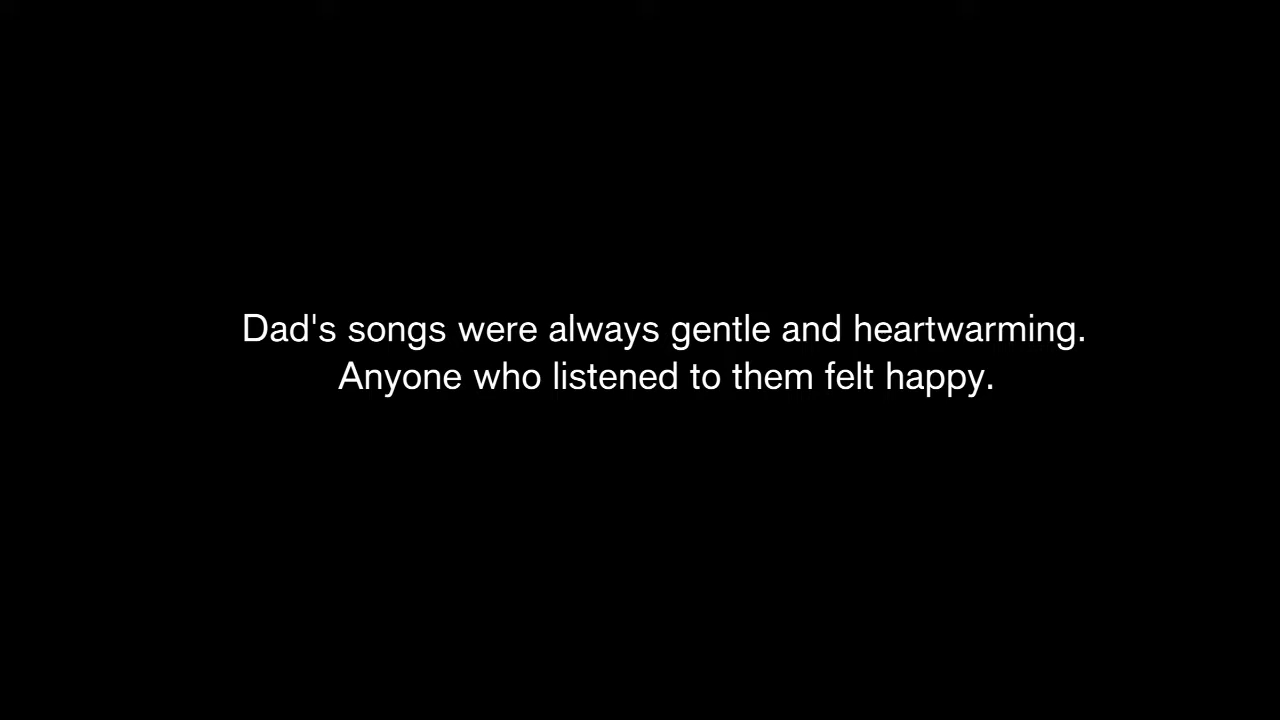 Dad's songs were always gentle and heartwarming.
Anyone who listened to them felt happy.